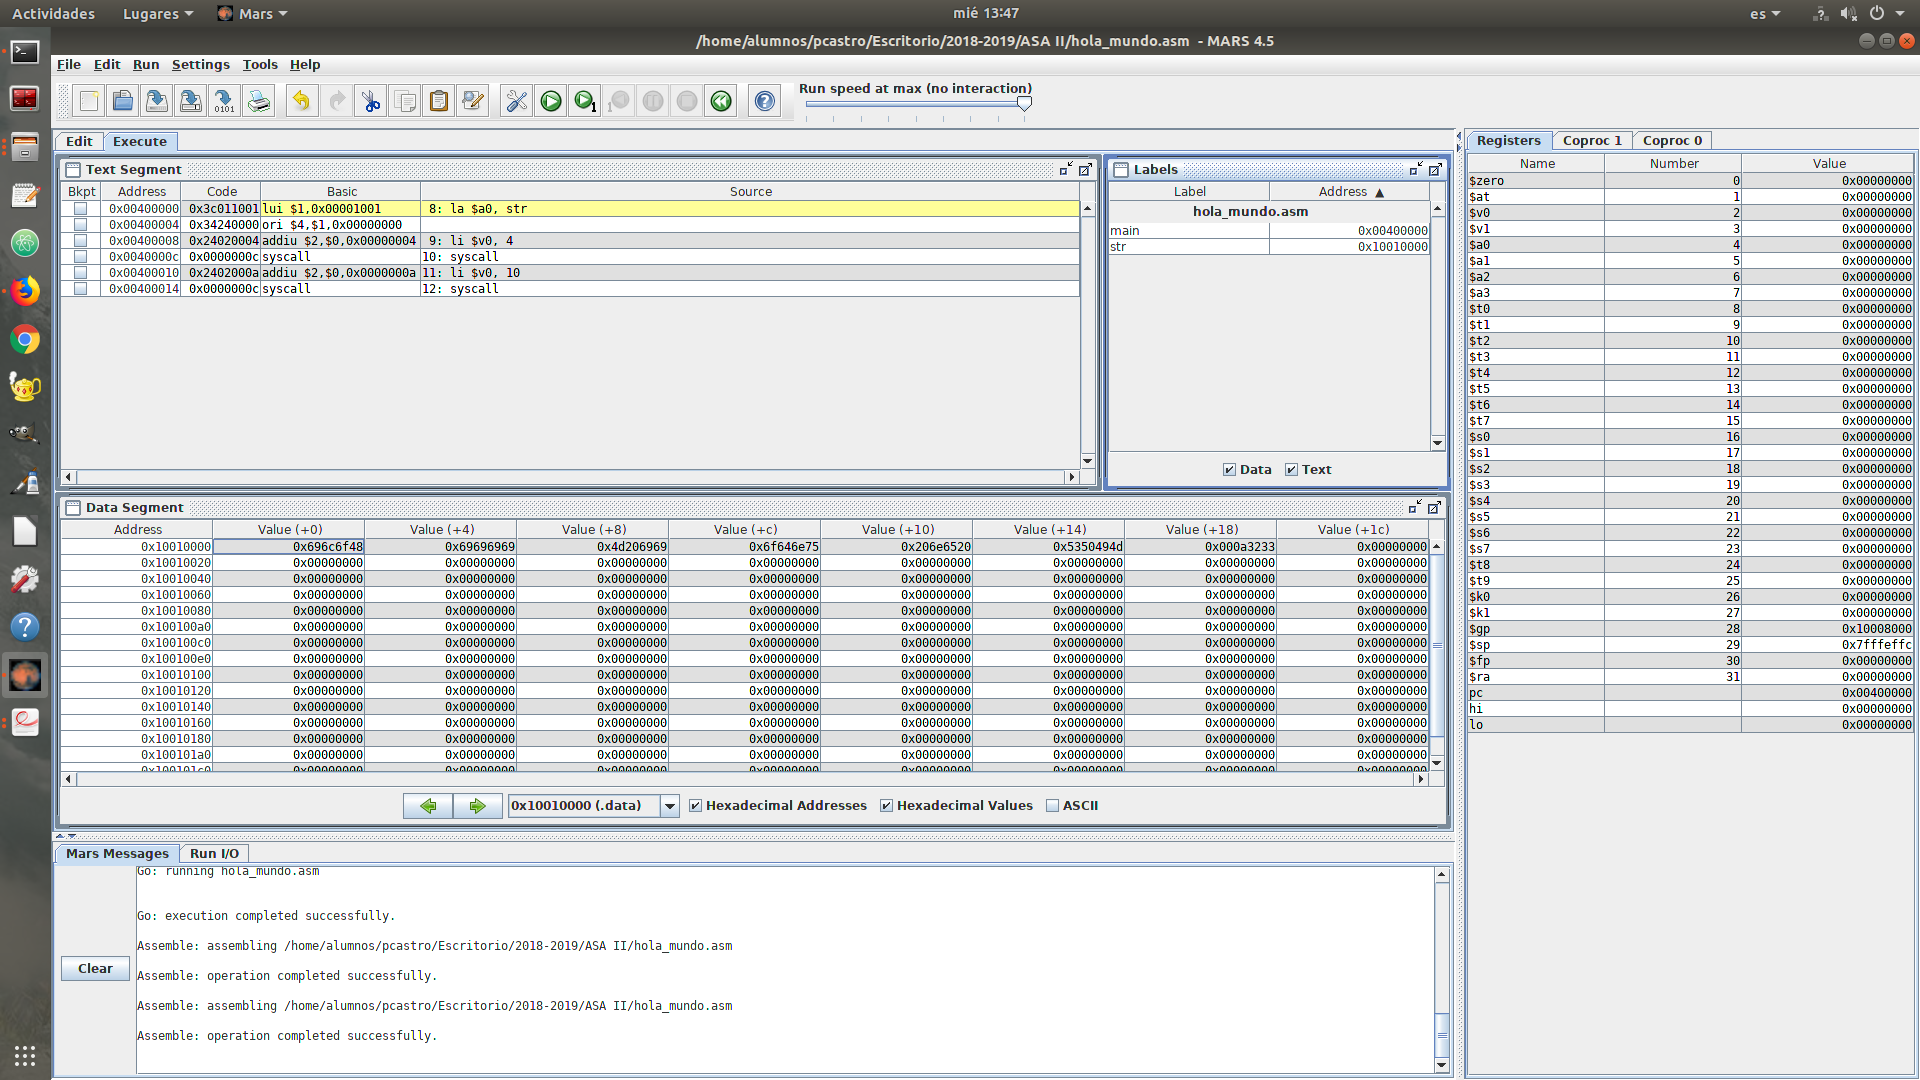 Actividades Lugares Mars mié 13:47 es
/home/alumnos/pcastro/Escritorio/2018-2019/ASA II/hola_mundo.asm - MARS 4.5
File Edit Run Settings Tools Help
Run speed at max (no interaction)
Edit Execute
Text Segment
Bkpt Address Code Basic Source
0x00400000 0x3c011001 lui $1,0x00001001 8: la $a0, str
0x00400004 0x34240000 ori $4,$1,0x00000000
0x00400008 0x24020004 addiu $2,$0,0x00000004 9: li $v0, 4
0x0040000c 0x0000000c syscall 10: syscall
0x00400010 0x2402000a addiu $2,$0,0x0000000a 11: li $v0, 10
0x00400014 0x0000000c syscall 12: syscall
Labels
Label Address ▲
hola_mundo.asm
main 0x00400000
str 0x10010000
Data Text
Data Segment
Address Value (+0) Value (+4) Value (+8) Value (+c) Value (+10) Value (+14) Value (+18) Value (+1c)
0x10010000 0x696c6f48 0x69696969 0x4d206969 0x6f646e75 0x206e6520 0x5350494d 0x000a3233 0x00000000
0x10010020 0x00000000 0x00000000 0x00000000 0x00000000 0x00000000 0x00000000 0x00000000 0x00000000
0x10010040 0x00000000 0x00000000 0x00000000 0x00000000 0x00000000 0x00000000 0x00000000 0x00000000
0x10010060 0x00000000 0x00000000 0x00000000 0x00000000 0x00000000 0x00000000 0x00000000 0x00000000
0x10010080 0x00000000 0x00000000 0x00000000 0x00000000 0x00000000 0x00000000 0x00000000 0x00000000
0x100100a0 0x00000000 0x00000000 0x00000000 0x00000000 0x00000000 0x00000000 0x00000000 0x00000000
0x100100c0 0x00000000 0x00000000 0x00000000 0x00000000 0x00000000 0x00000000 0x00000000 0x00000000
0x100100e0 0x00000000 0x00000000 0x00000000 0x00000000 0x00000000 0x00000000 0x00000000 0x00000000
0x10010100 0x00000000 0x00000000 0x00000000 0x00000000 0x00000000 0x00000000 0x00000000 0x00000000
0x10010120 0x00000000 0x00000000 0x00000000 0x00000000 0x00000000 0x00000000 0x00000000 0x00000000
0x10010140 0x00000000 0x00000000 0x00000000 0x00000000 0x00000000 0x00000000 0x00000000 0x00000000
0x10010160 0x00000000 0x00000000 0x00000000 0x00000000 0x00000000 0x00000000 0x00000000 0x00000000
0x10010180 0x00000000 0x00000000 0x00000000 0x00000000 0x00000000 0x00000000 0x00000000 0x00000000
0x100101a0 0x00000000 0x00000000 0x00000000 0x00000000 0x00000000 0x00000000 0x00000000 0x00000000
0x100101c0 0x00000000 0x00000000 0x00000000 0x00000000 0x00000000 0x00000000 0x00000000 0x00000000
0x10010000 (.data) Hexadecimal Addresses Hexadecimal Values ASCII
Mars Messages Run I/O
Clear
Go: running hola_mundo.asm
Go: execution completed successfully.
Assemble: assembling /home/alumnos/pcastro/Escritorio/2018-2019/ASA II/hola_mundo.asm
Assemble: operation completed successfully.
Assemble: assembling /home/alumnos/pcastro/Escritorio/2018-2019/ASA II/hola_mundo.asm
Assemble: operation completed successfully.
Registers Coproc 1 Coproc 0
Name Number Value
$zero 0 0x00000000
$at 1 0x00000000
$v0 2 0x00000000
$v1 3 0x00000000
$a0 4 0x00000000
$a1 5 0x00000000
$a2 6 0x00000000
$a3 7 0x00000000
$t0 8 0x00000000
$t1 9 0x00000000
$t2 10 0x00000000
$t3 11 0x00000000
$t4 12 0x00000000
$t5 13 0x00000000
$t6 14 0x00000000
$t7 15 0x00000000
$s0 16 0x00000000
$s1 17 0x00000000
$s2 18 0x00000000
$s3 19 0x00000000
$s4 20 0x00000000
$s5 21 0x00000000
$s6 22 0x00000000
$s7 23 0x00000000
$t8 24 0x00000000
$t9 25 0x00000000
$k0 26 0x00000000
$k1 27 0x00000000
$gp 28 0x10008000
$sp 29 0x7fffeffc
$fp 30 0x00000000
$ra 31 0x00000000
pc 0x00400000
hi 0x00000000
lo 0x00000000